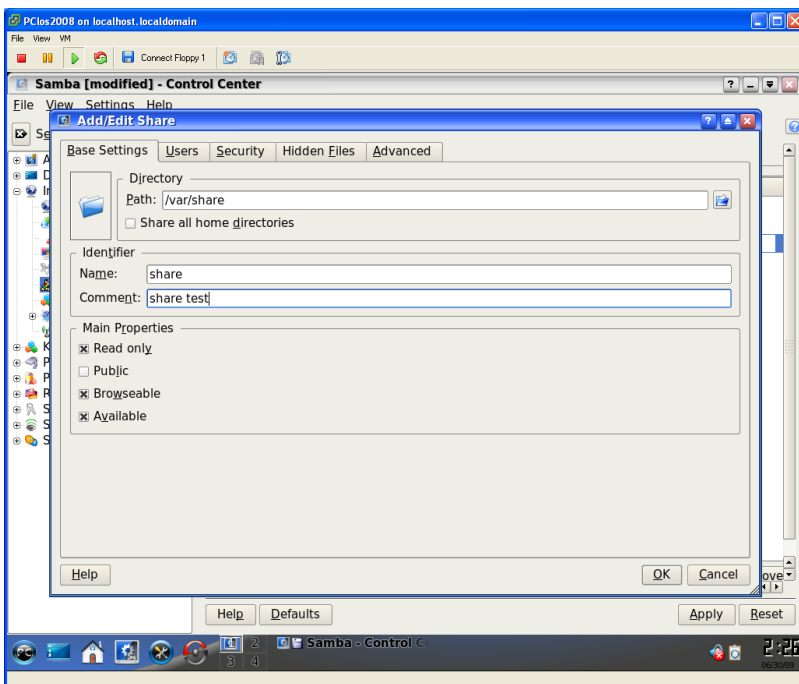 PClos2008 on localhost.localdomain
File View VM
Connect Floppy 1
Samba [modified] - Control Center
File View Settings Help
Add/Edit Share
Base Settings Users Security Hidden Files Advanced
Directory
Path: /var/share
Share all home directories
Identifier
Name: share
Comment: share test
Main Properties
Read only
Public
Browseable
Available
Help OK Cancel
Help Defaults Apply Reset
2
Samba - Control
3 4
06/30/09